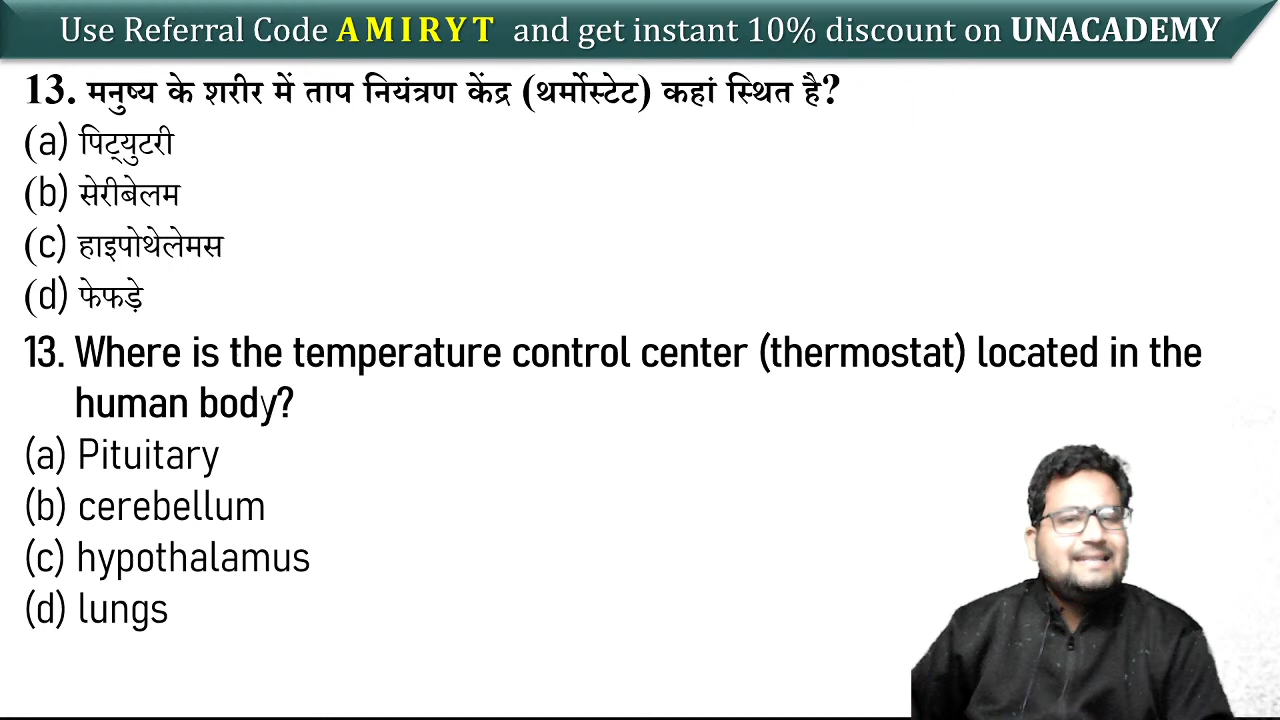 Use Referral Code A M I R Y T and get instant 10% discount on UNACADEMY
13. मनुष्य के शरीर में ताप नियंत्रण केंद्र (थर्मोस्टेट) कहां स्थित है?
(a) पिट्युटरी
(b) सेरीबेलम
(c) हाइपोथेलेमस
(d) फेफड़े
13. Where is the temperature control center (thermostat) located in the
human body?
(a) Pituitary
(b) cerebellum
(c) hypothalamus
(d) lungs